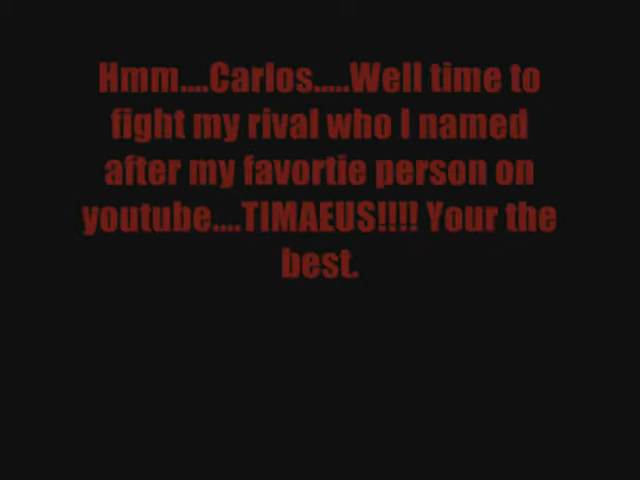 Hmm....Carlos.....Well time to
fight my rival who I named
after my favortie person on
youtube....TIMAEUS!!!! Your the
best.